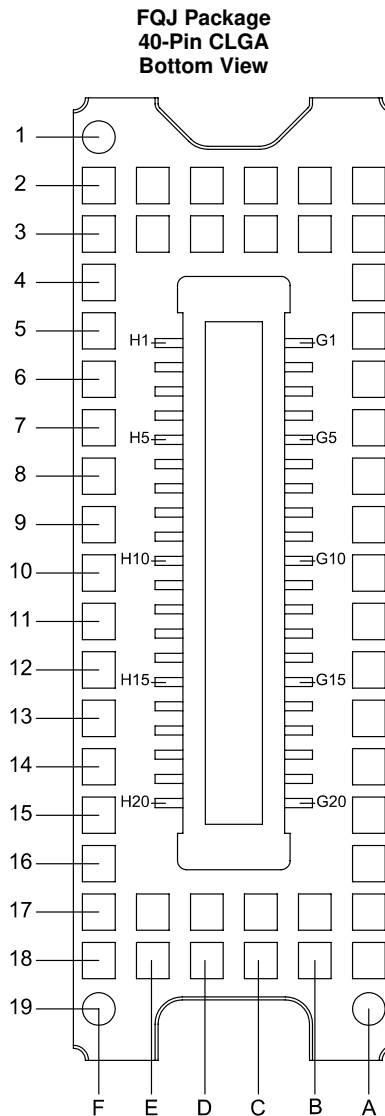 FQJ Package
40-Pin CLGA
Bottom View
1
2
3
4
5
H1 G1
6
7
H5 G5
8
9
10
H10 G10
11
12
H15 G15
13
14
15
H20 G20
16
17
18
19
F E D C B A